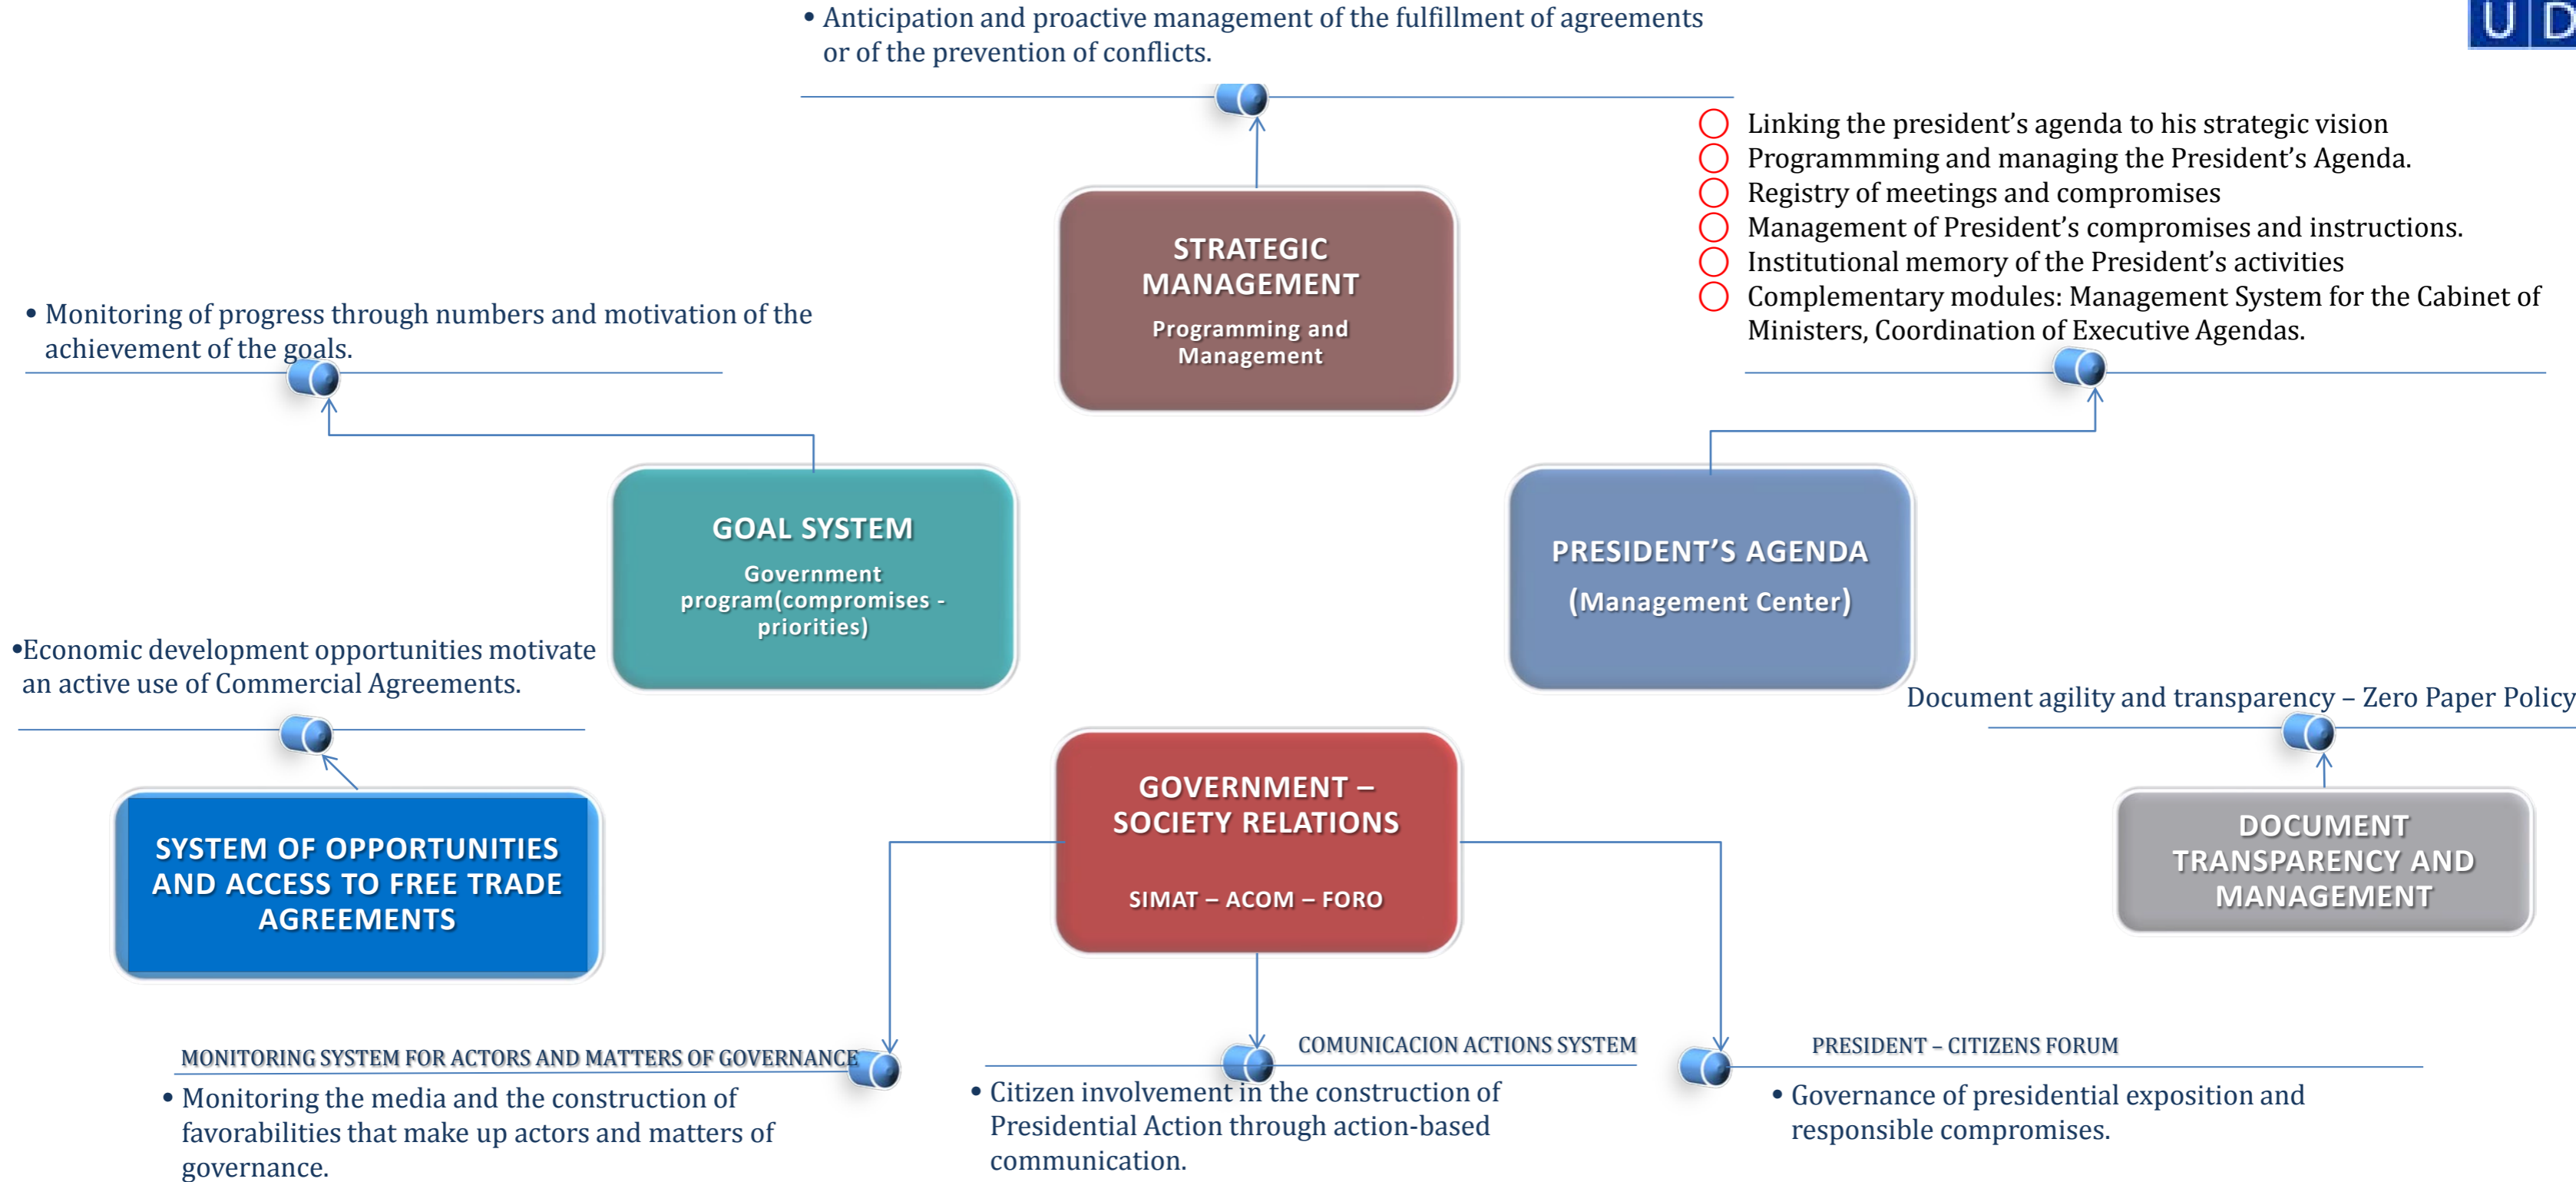 • Anticipation and proactive management of the fulfillment of agreements
or of the prevention of conflicts.
U D
Linking the president’s agenda to his strategic vision
Programmming and managing the President’s Agenda.
Registry of meetings and compromises
Management of President’s compromises and instructions.
Institutional memory of the President’s activities
Complementary modules: Management System for the Cabinet of
Ministers, Coordination of Executive Agendas.
STRATEGIC
MANAGEMENT
Programming and
Management
• Monitoring of progress through numbers and motivation of the
achievement of the goals.
GOAL SYSTEM
Government
program(compromises -
priorities)
PRESIDENT’S AGENDA
(Management Center)
•Economic development opportunities motivate
an active use of Commercial Agreements.
Document agility and transparency – Zero Paper Policy
SYSTEM OF OPPORTUNITIES
AND ACCESS TO FREE TRADE
AGREEMENTS
GOVERNMENT –
SOCIETY RELATIONS
SIMAT – ACOM – FORO
DOCUMENT
TRANSPARENCY AND
MANAGEMENT
MONITORING SYSTEM FOR ACTORS AND MATTERS OF GOVERNANCE
• Monitoring the media and the construction of
favorabilities that make up actors and matters of
governance.
COMUNICACION ACTIONS SYSTEM
• Citizen involvement in the construction of
Presidential Action through action-based
communication.
PRESIDENT – CITIZENS FORUM
• Governance of presidential exposition and
responsible compromises.